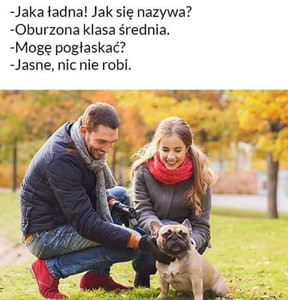 -Jaka ładna! Jak się nazywa?
-Oburzona klasa średnia.
-Mogę pogłaskać?
-Jasne, nic nie robi.